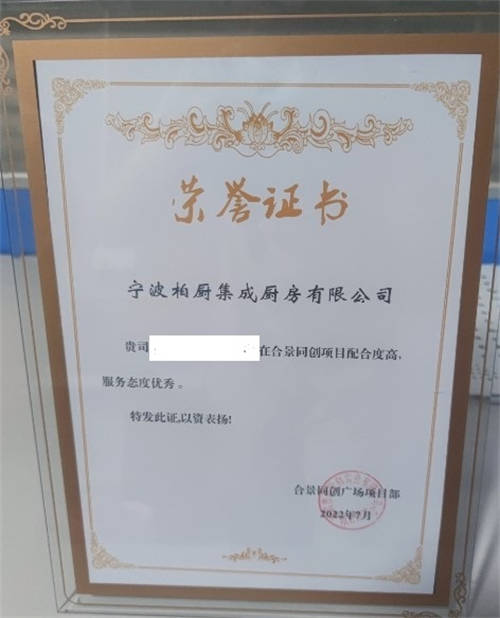 荣誉证书
宁波柏厨集成厨房有限公司
贵司 在合景同创项目配合度高,
服务态度优秀。
特发此证,以资表扬!
合景同创广场项目部
2022年7月